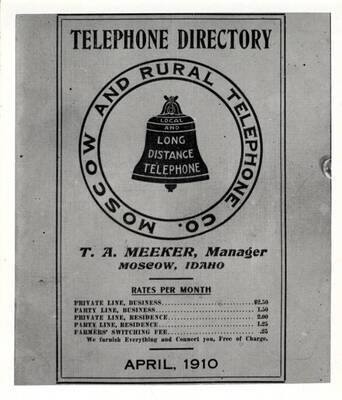 TELEPHONE DIRECTORY
MOSCOW AND RURAL TELEPHONE CO.
LOCAL
AND
LONG
DISTANCE
TELEPHONE
T. A. MEEKER, Manager
MOSCOW, IDAHO
RATES PER MONTH
PRIVATE LINE, BUSINESS..............................$2.50
PARTY LINE, BUSINESS................................1.50
PRIVATE LINE, RESIDENCE.............................2.00
PARTY LINE, RESIDENCE...............................1.25
FARMERS' SWITCHING FEE...............................25
We furnish Everything and Connect you, Free of Charge.
APRIL, 1910